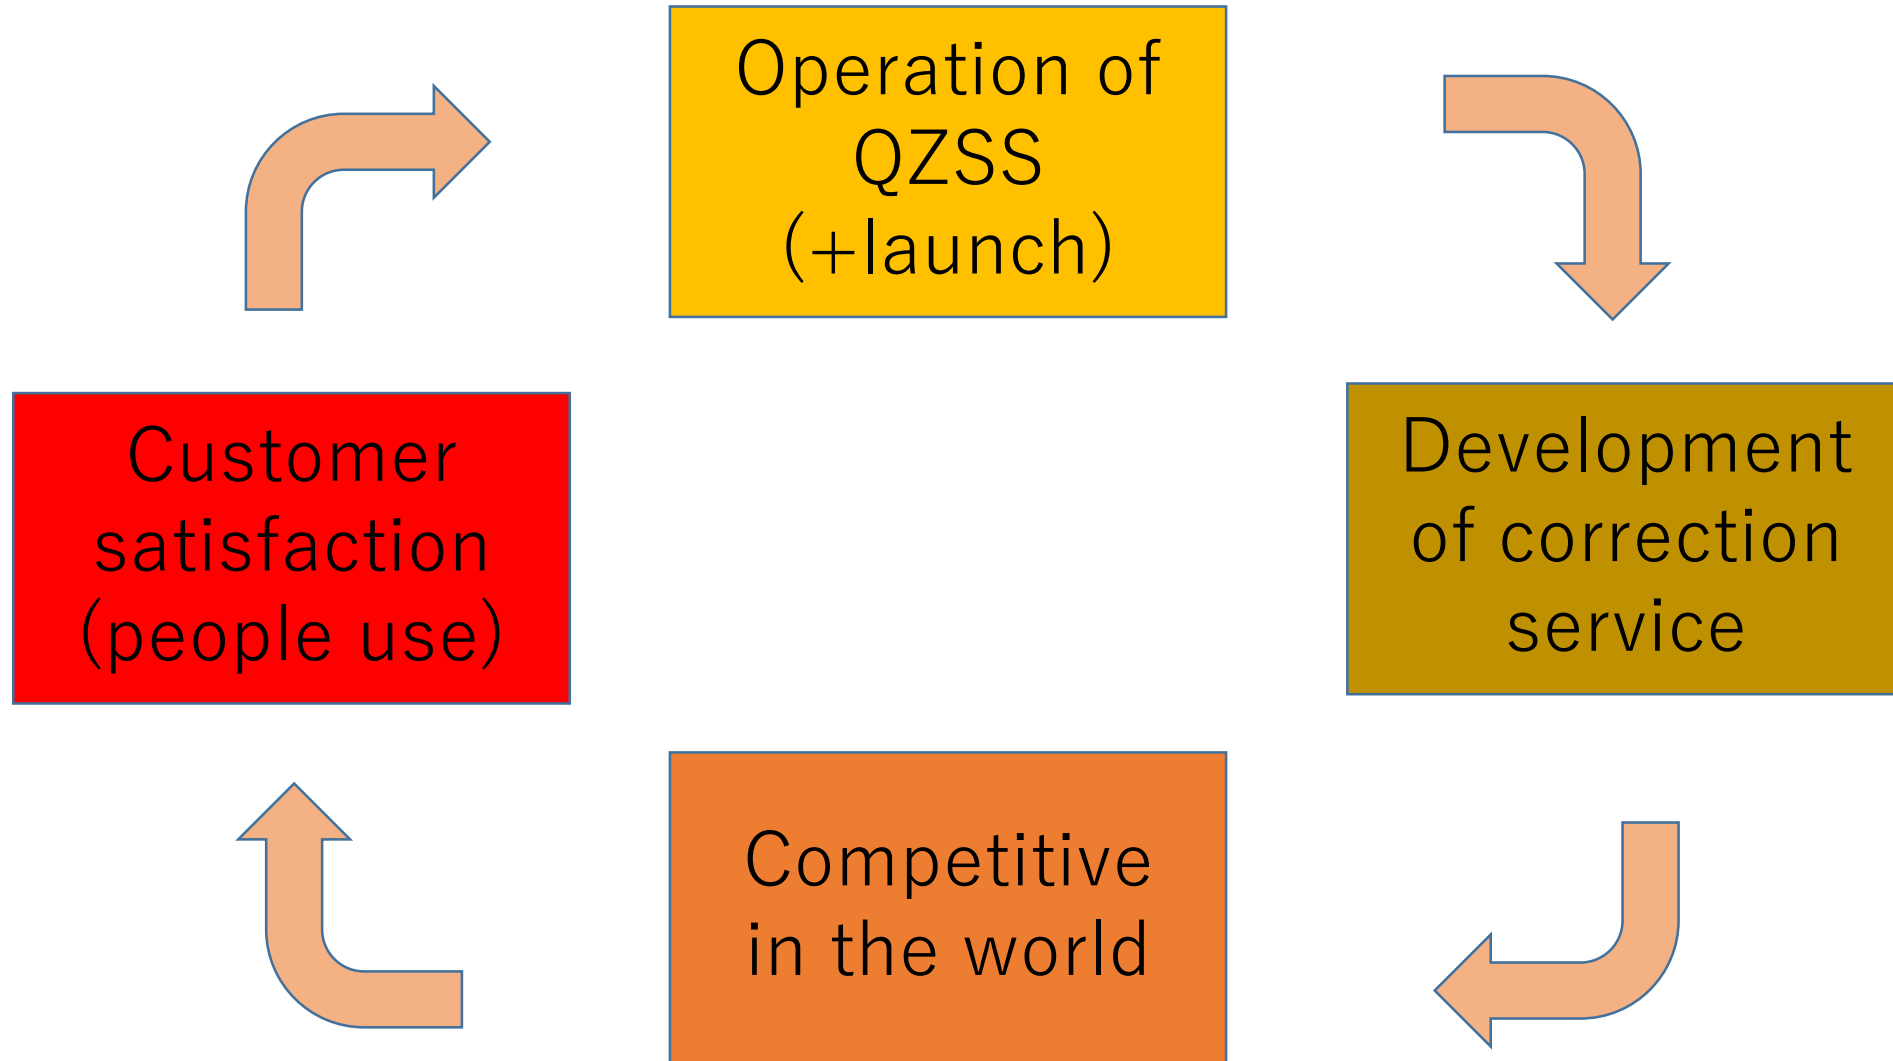 Operation of
QZSS
(+launch)
Customer
satisfaction
(people use)
Development
of correction
service
Competitive
in the world